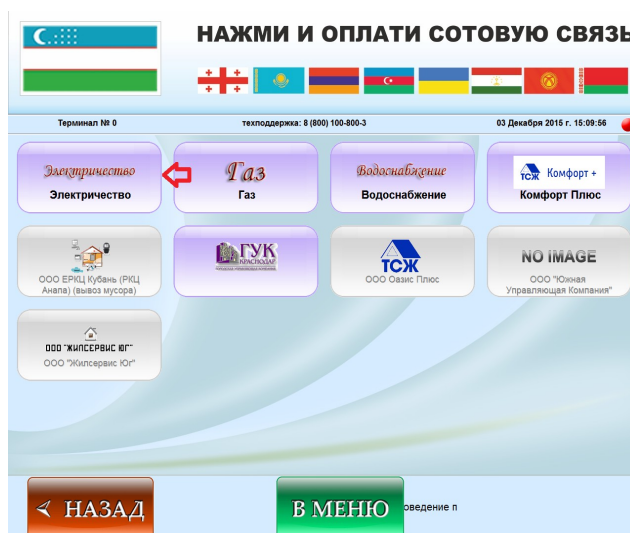 НАЖМИ И ОПЛАТИ СОТОВУЮ СВЯЗЬ
Терминал №: 0
техподдержка: 8 (800) 100-800-3
03 Декабря 2015 г. 15:09:56
Электричество
Электричество
Газ
Газ
Водоснабжение
Водоснабжение
ТСЖ Комфорт +
Комфорт Плюс
ООО ЕРКЦ Кубань (РКЦ
Анапа) (вывоз мусора)
ГУК
КРАСНОДАР
ТСЖ
ООО Оазис Плюс
NO IMAGE
ООО "Южная
Управляющая Компания"
ООО "ЖИЛСЕРВИС ЮГ"
ООО "Жилсервис Юг"
НАЗАД
В МЕНЮ
оведение п